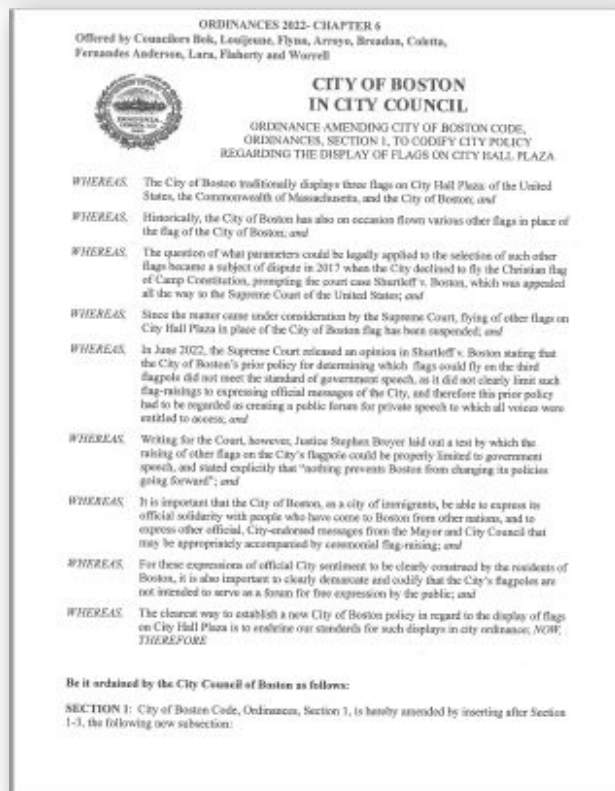 ORDINANCES 2022- CHAPTER 6
Offered by Councilors Bok, Louijeune, Flynn, Arroyo, Breadon, Coletta,
Fernandes Anderson, Lara, Flaherty and Worrell
CITY OF BOSTON
IN CITY COUNCIL
ORDINANCE AMENDING CITY OF BOSTON CODE,
ORDINANCES, SECTION 1, TO CODIFY CITY POLICY
REGARDING THE DISPLAY OF FLAGS ON CITY HALL PLAZA
WHEREAS, The City of Boston traditionally displays three flags on City Hall Plaza: of the United
States, the Commonwealth of Massachusetts, and the City of Boston; and
WHEREAS, Historically, the City of Boston has also on occasion flown various other flags in place of
the flag of the City of Boston; and
WHEREAS, The question of what parameters could be legally applied to the selection of such other
flags became a subject of dispute in 2017 when the City declined to fly the Christian flag
of Camp Constitution, prompting the court case Shurtleff v. Boston, which was appealed
all the way to the Supreme Court of the United States; and
WHEREAS, Since the matter came under consideration by the Supreme Court, flying of other flags on
City Hall Plaza in place of the City of Boston flag has been suspended; and
WHEREAS, In June 2022, the Supreme Court released an opinion in Shurtleff v. Boston stating that
the City of Boston's prior policy for determining which flags could fly on the third
flagpole did not meet the standard of government speech, as it did not clearly limit such
flag-raisings to expressing official messages of the City, and therefore this prior policy
had to be regarded as creating a public forum for private speech to which all voices were
entitled to access; and
WHEREAS, Writing for the Court, however, Justice Stephen Breyer laid out a test by which the
raising of other flags on the City's flagpole could be properly limited to government
speech, and stated explicitly that "nothing prevents Boston from changing its policies
going forward"; and
WHEREAS, It is important that the City of Boston, as a city of immigrants, be able to express its
official solidarity with people who have come to Boston from other nations, and to
express other official, City-endorsed messages from the Mayor and City Council that
may be appropriately accompanied by ceremonial flag-raising; and
WHEREAS, For these expressions of official City sentiment to be clearly construed by the residents of
Boston, it is also important to clearly demarcate and codify that the City's flagpoles are
not intended to serve as a forum for free expression by the public; and
WHEREAS, The clearest way to establish a new City of Boston policy in regard to the display of flags
on City Hall Plaza is to enshrine our standards for such displays in city ordinance; NOW,
THEREFORE
Be it ordained by the City Council of Boston as follows:
SECTION 1: City of Boston Code, Ordinances, Section 1, is hereby amended by inserting after Section
1-3, the following new subsection: